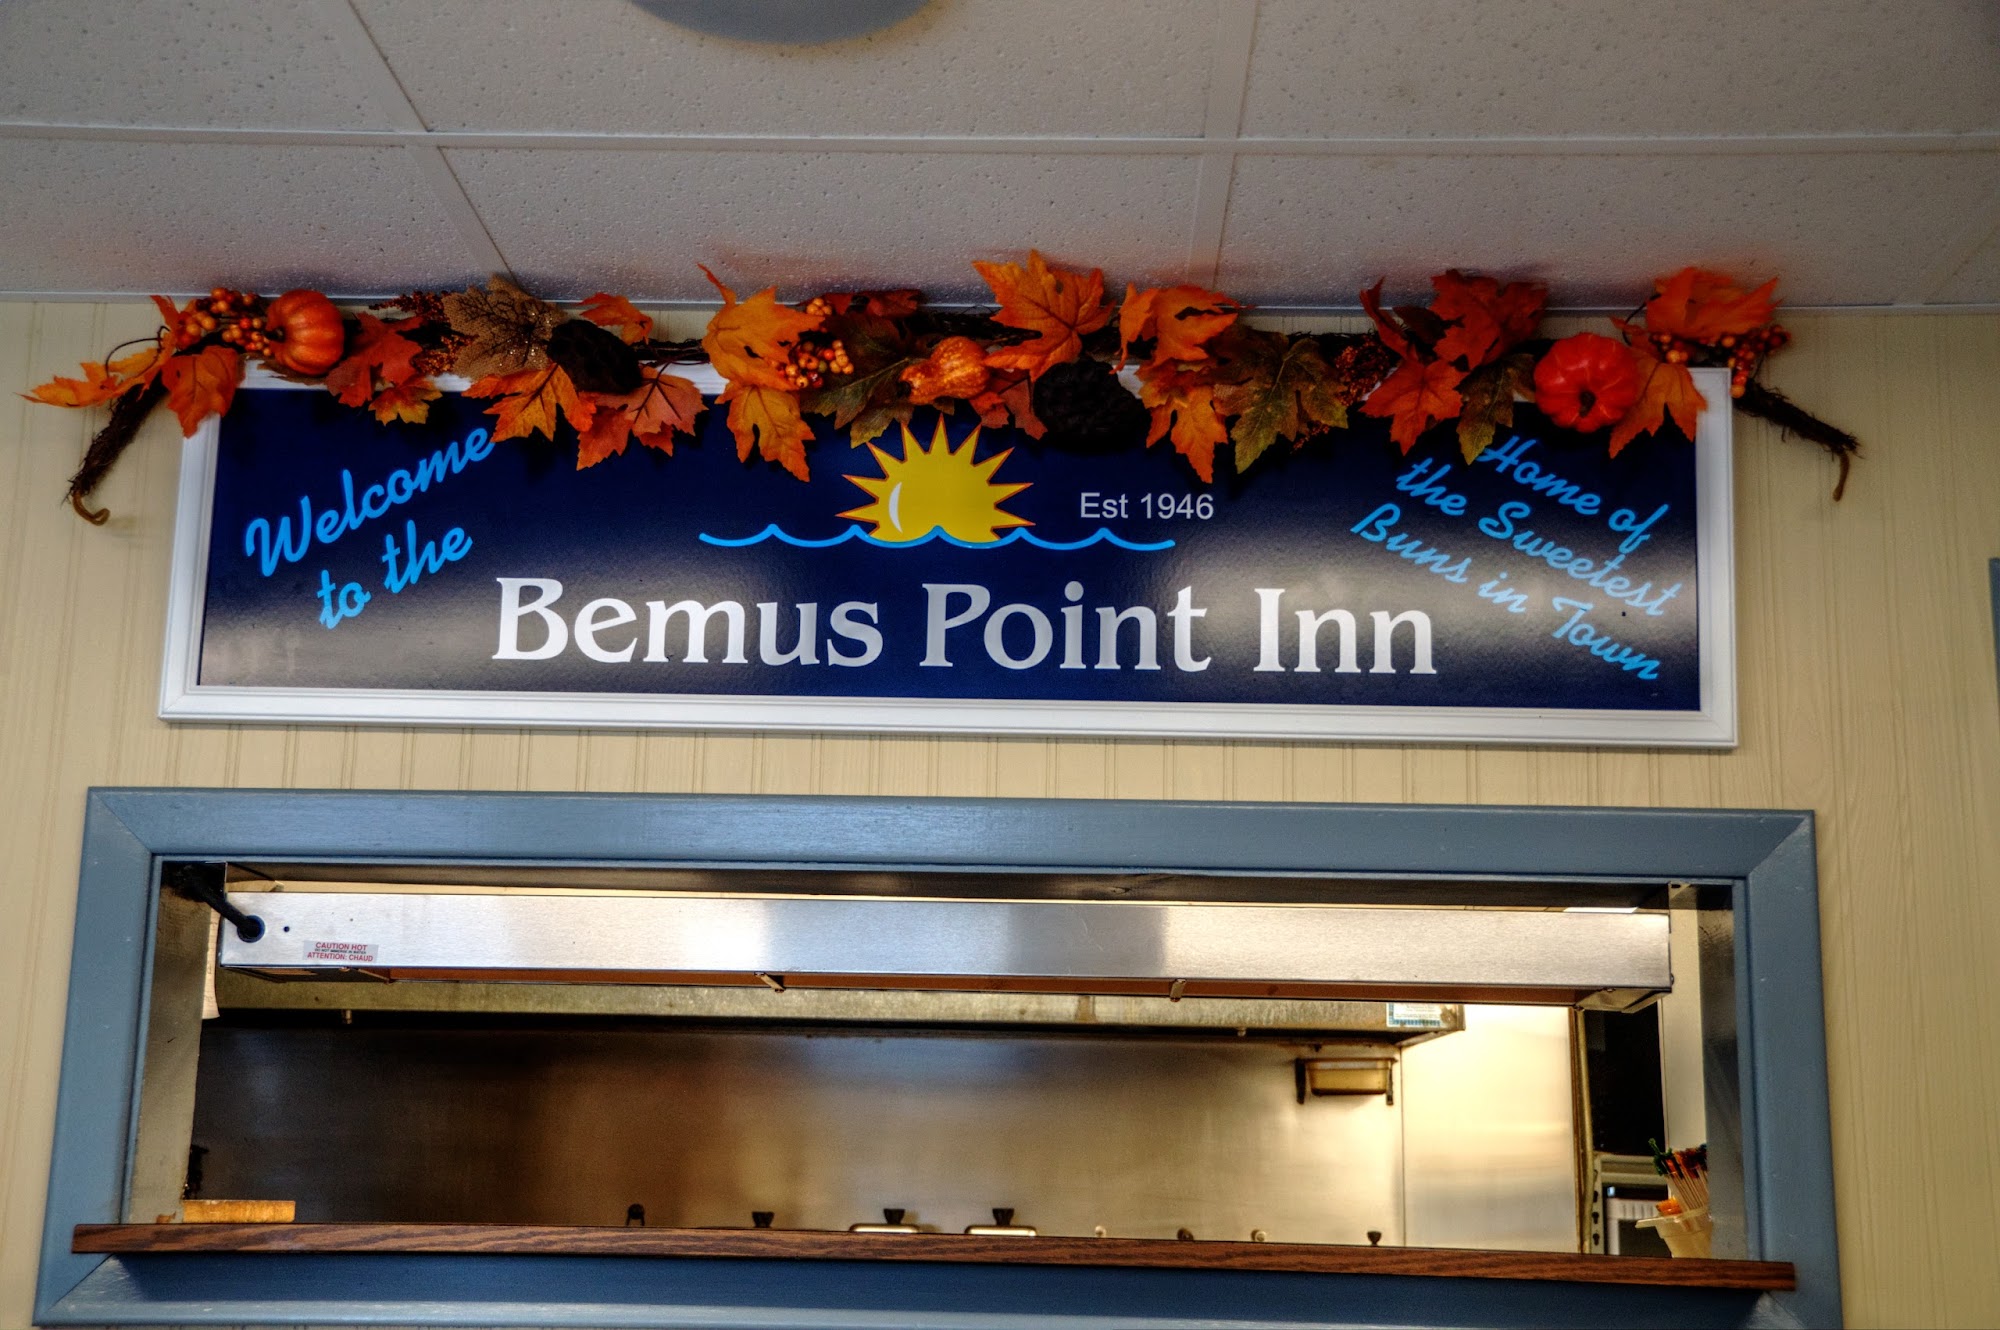 Welcome
to the
Est 1946
Bemus Point Inn
Home of
the Sweetest
Buns in Town
CAUTION HOT
ATTENTION: CHAUD